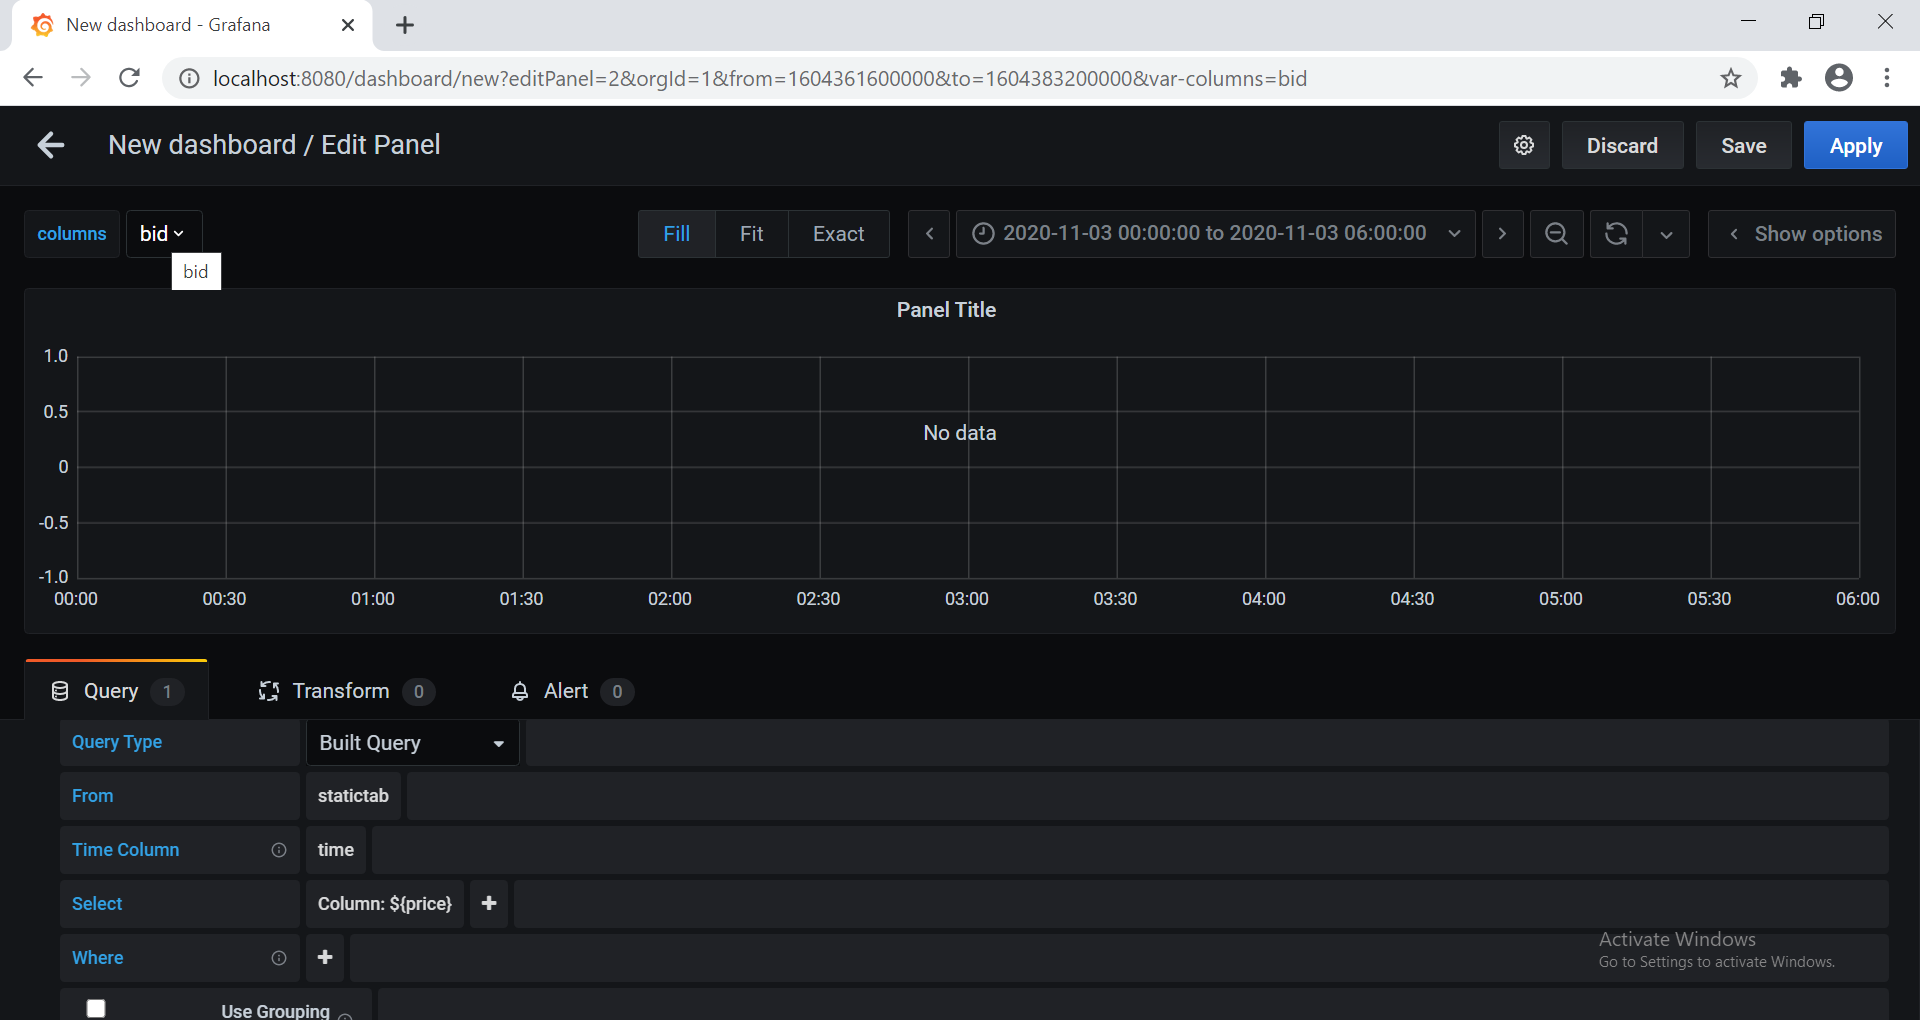 New dashboard - Grafana
localhost:8080/dashboard/new?editPanel=2&orgId=1&from=1604361600000&to=1604383200000&var-columns=bid
New dashboard / Edit Panel
Discard
Save
Apply
columns
bid
Fill
Fit
Exact
2020-11-03 00:00:00 to 2020-11-03 06:00:00
Show options
bid
Panel Title
1.0
0.5
No data
0
-0.5
-1.0
00:00
00:30
01:00
01:30
02:00
02:30
03:00
03:30
04:00
04:30
05:00
05:30
06:00
Query
1
Transform
0
Alert
0
Query Type
Built Query
From
statictab
Time Column
time
Select
Column: ${price}
Where
Activate Windows
Go to Settings to activate Windows.
Use Grouping